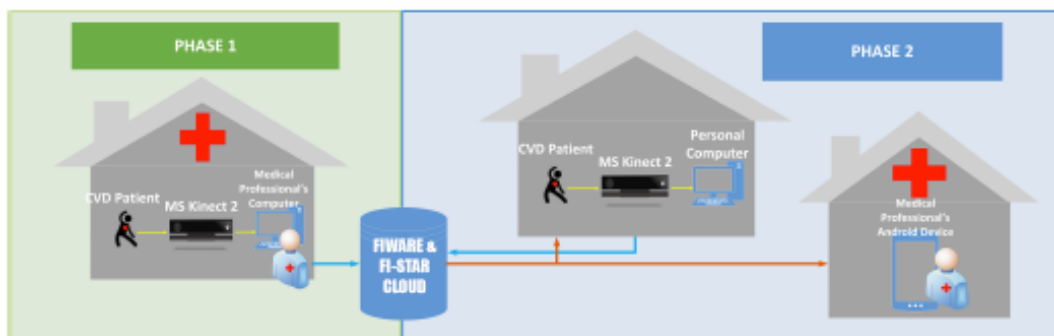 PHASE 1
PHASE 2
CVD Patient
MS Kinect 2
Medical
Professional's
Computer
FIWARE &
FI-STAR
CLOUD
CVD Patient
MS Kinect 2
Personal
Computer
Medical
Professional's
Android Device